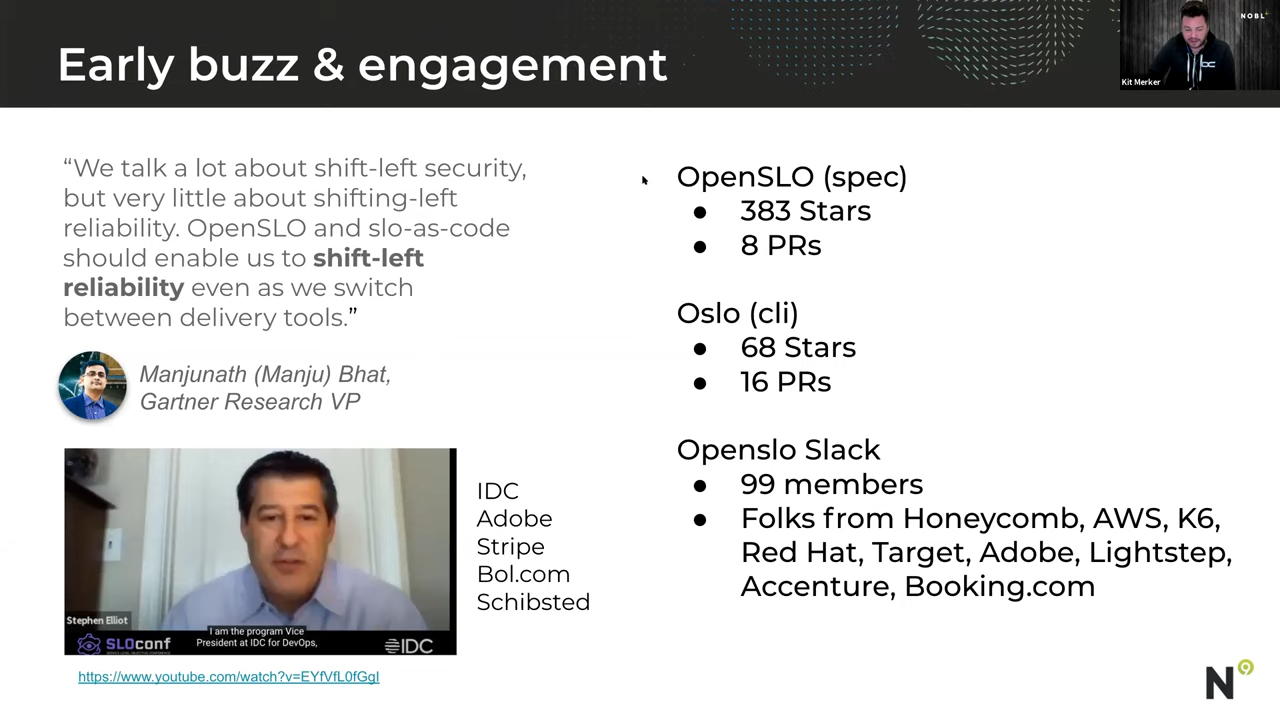 Early buzz & engagement
NOBL
Kit Merker
“We talk a lot about shift-left security,
but very little about shifting-left
reliability. OpenSLO and slo-as-code
should enable us to shift-left
reliability even as we switch
between delivery tools.”
Manjunath (Manju) Bhat,
Gartner Research VP
Stephen Elliot
I am the program Vice
President at IDC for DevOps,
SLOconf
IDC
https://www.youtube.com/watch?v=EYfVfL0fGgI
IDC
Adobe
Stripe
Bol.com
Schibsted
OpenSLO (spec)
● 383 Stars
● 8 PRs
Oslo (cli)
● 68 Stars
● 16 PRs
Openslo Slack
● 99 members
● Folks from Honeycomb, AWS, K6,
Red Hat, Target, Adobe, Lightstep,
Accenture, Booking.com
N9